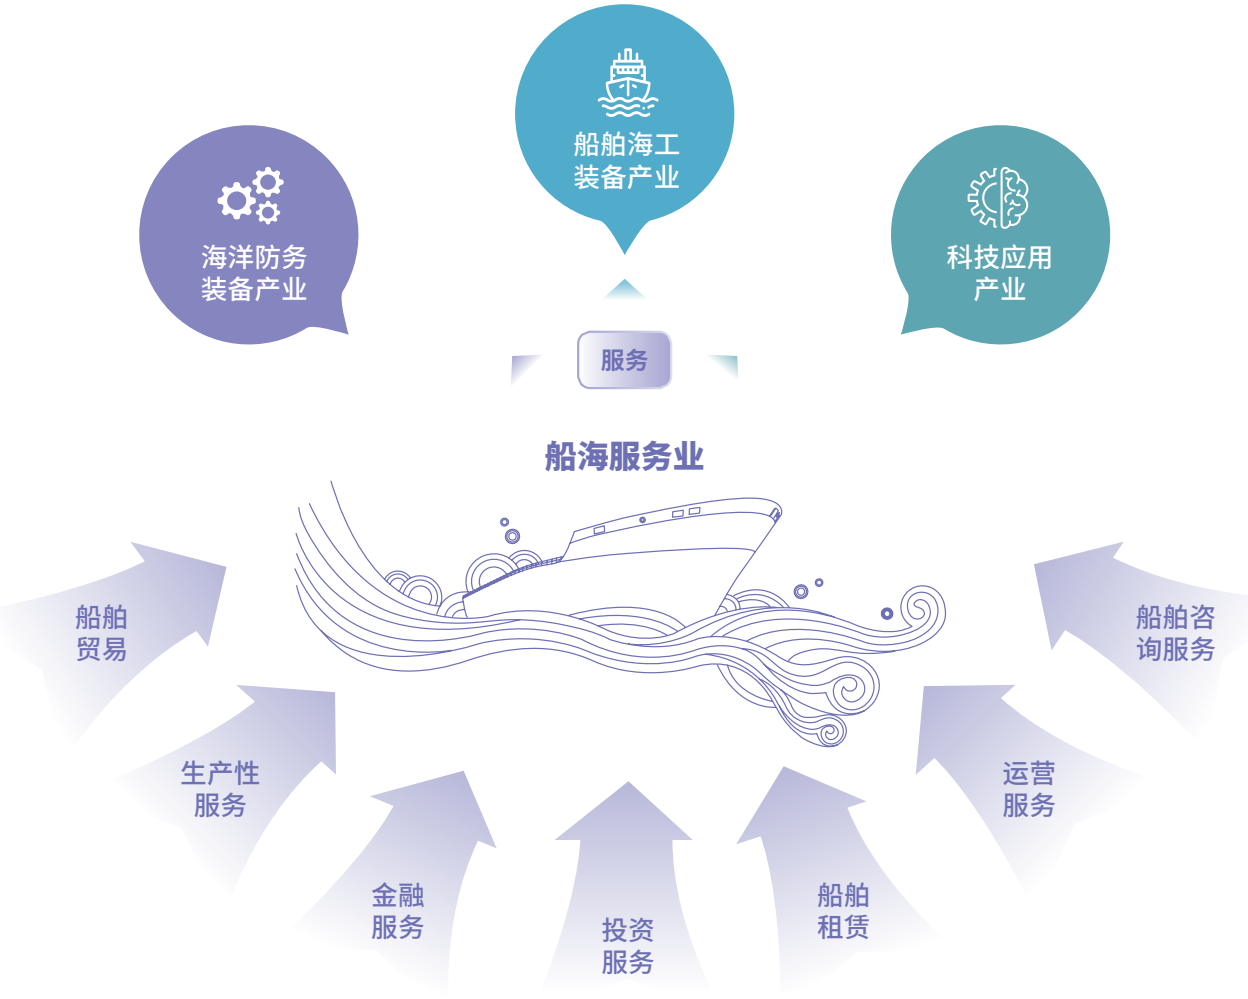 船舶海工
装备产业
海洋防务
装备产业
科技应用
产业
服务
船海服务业
船舶
贸易
生产性
服务
金融
服务
投资
服务
船舶
租赁
运营
服务
船舶咨
询服务